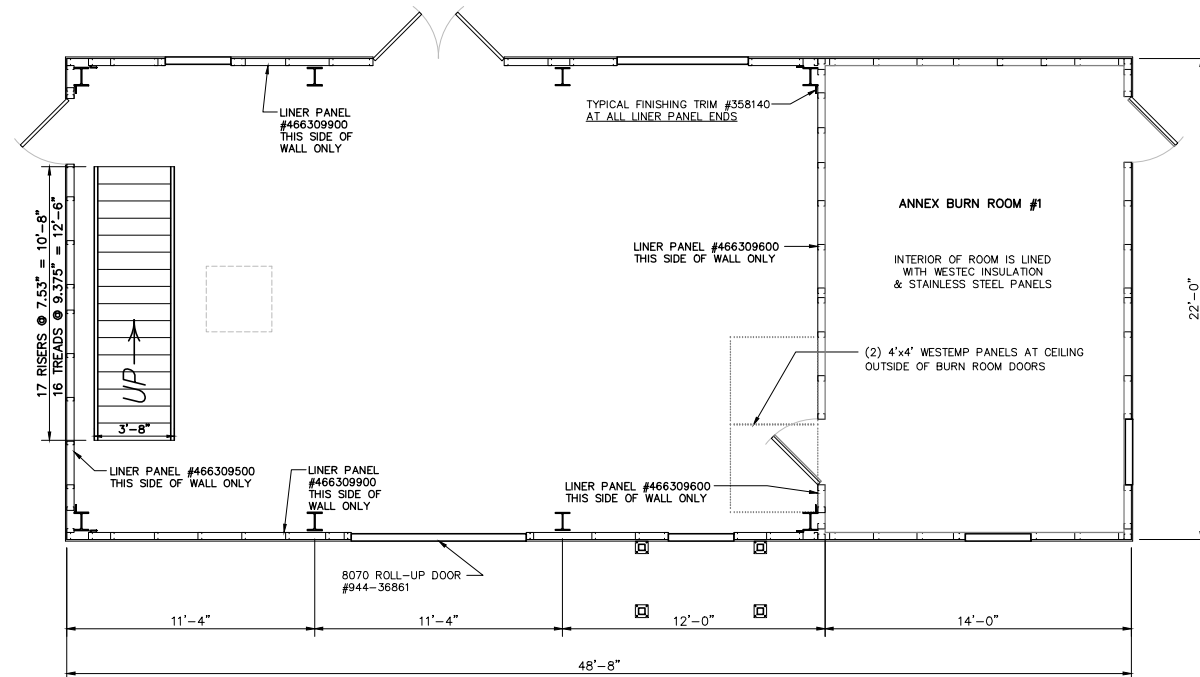 LINER PANEL
#466309900
THIS SIDE OF
WALL ONLY
TYPICAL FINISHING TRIM #358140
AT ALL LINER PANEL ENDS
ANNEX BURN ROOM #1
INTERIOR OF ROOM IS LINED
WITH WESTEC INSULATION
& STAINLESS STEEL PANELS
LINER PANEL #466309600
THIS SIDE OF WALL ONLY
22'-0"
17 RISERS @ 7.53" = 10'-8"
16 TREADS @ 9.375" = 12'-6"
UP
3'-8"
(2) 4'x4' WESTEMP PANELS AT CEILING
OUTSIDE OF BURN ROOM DOORS
LINER PANEL #466309500
THIS SIDE OF WALL ONLY
LINER PANEL
#466309900
THIS SIDE OF
WALL ONLY
LINER PANEL #466309600
THIS SIDE OF WALL ONLY
8070 ROLL-UP DOOR
#944-36861
11'-4"
11'-4"
12'-0"
14'-0"
48'-8"